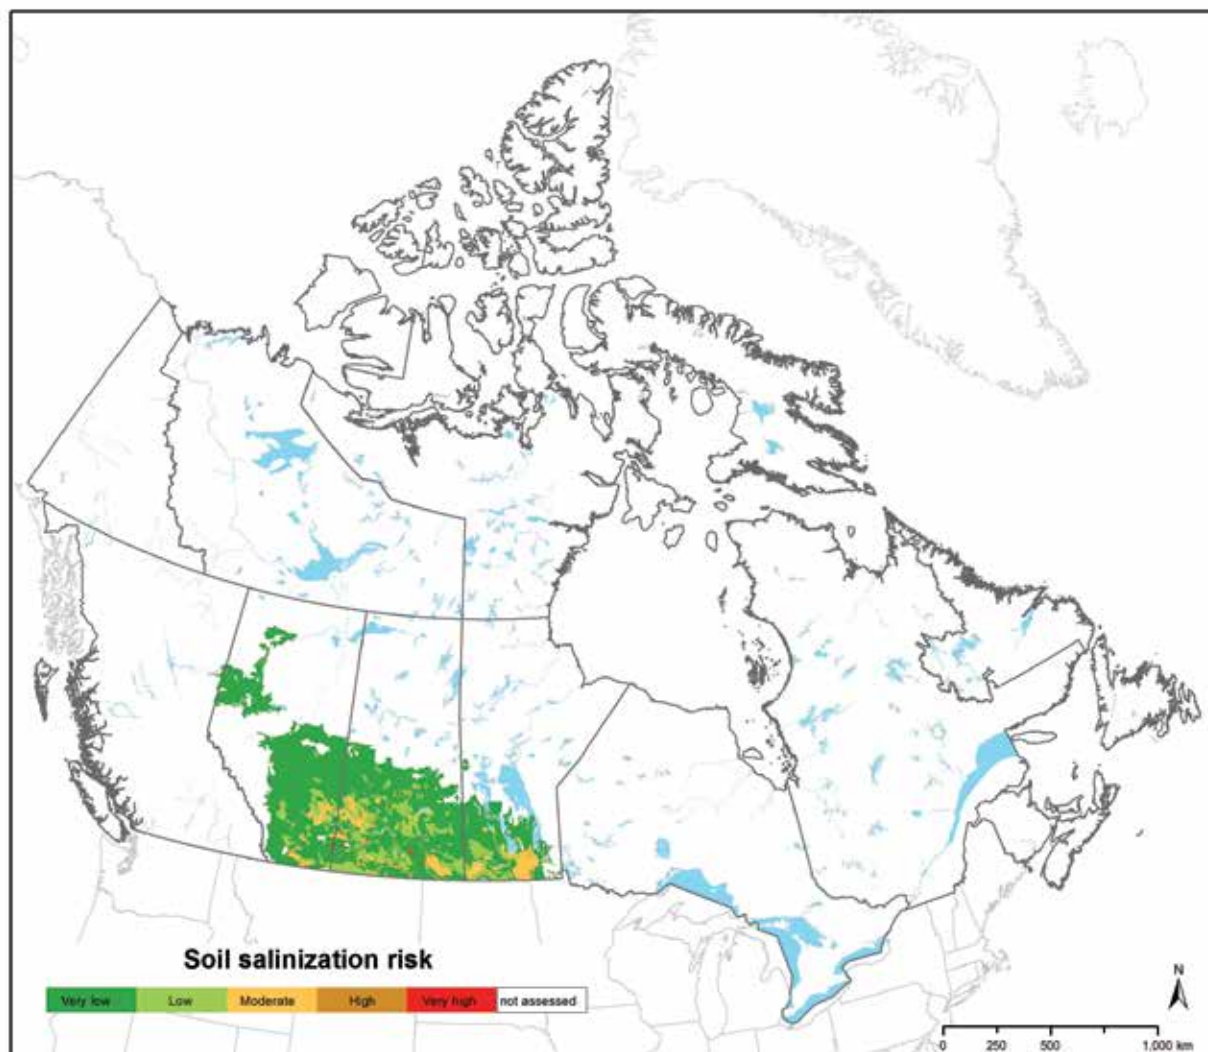 Soil salinization risk
Very low Low Moderate High Very high not assessed
N
0 250 500 1,000 km